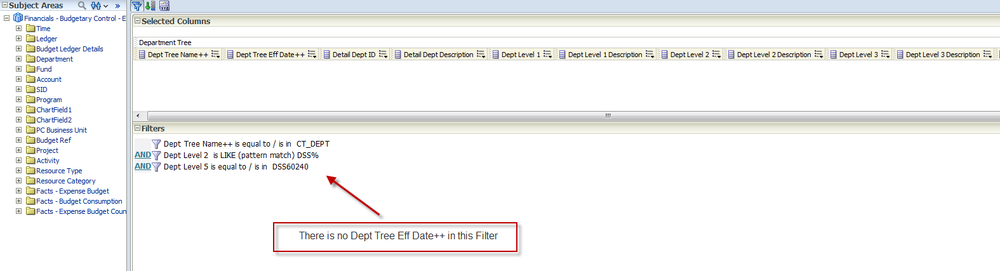 Subject Areas
Financials - Budgetary Control - E
Time
Ledger
Budget Ledger Details
Department
Fund
Account
SID
Program
ChartField1
ChartField2
PC Business Unit
Budget Ref
Project
Activity
Resource Type
Resource Category
Facts - Expense Budget
Facts - Budget Consumption
Facts - Expense Budget Coun
XYZ
Selected Columns
Department Tree
Dept Tree Name++ Dept Tree Eff Date++ Detail Dept ID Detail Dept Description Dept Level 1 Dept Level 1 Description Dept Level 2 Dept Level 2 Description Dept Level 3 Dept Level 3 Description
Filters
Dept Tree Name++ is equal to / is in CT_DEPT
AND Dept Level 2 is LIKE (pattern match) DSS%
AND Dept Level 5 is equal to / is in DSS60240
There is no Dept Tree Eff Date++ in this Filter